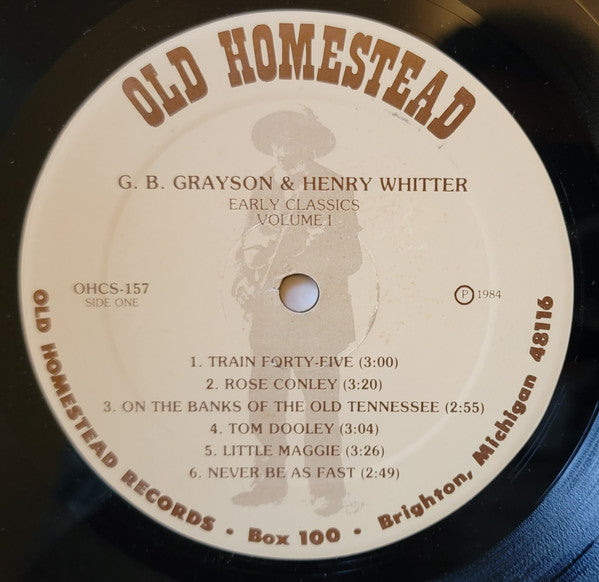 OLD HOMESTEAD
G. B. GRAYSON & HENRY WHITTER
EARLY CLASSICS
VOLUME I
OHCS-157
SIDE ONE
Ⓟ 1984
1. TRAIN FORTY-FIVE (3:00)
2. ROSE CONLEY (3:20)
3. ON THE BANKS OF THE OLD TENNESSEE (2:55)
4. TOM DOOLEY (3:04)
5. LITTLE MAGGIE (3:26)
6. NEVER BE AS FAST (2:49)
OLD HOMESTEAD RECORDS • Box 100 • Brighton, Michigan 48116